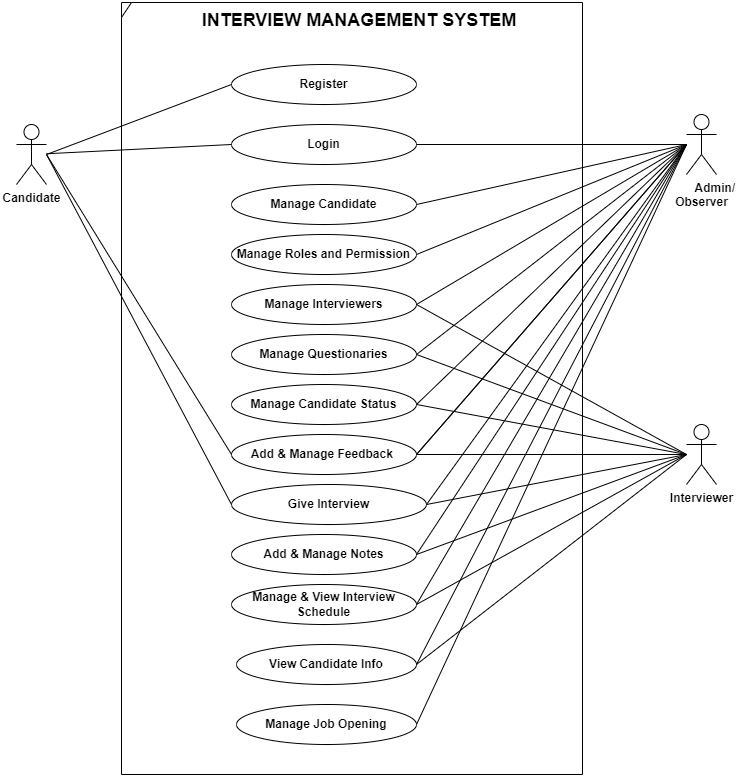 INTERVIEW MANAGEMENT SYSTEM
Register
Login
Candidate
Admin/
Observer
Manage Candidate
Manage Roles and Permission
Manage Interviewers
Manage Questionaries
Manage Candidate Status
Add & Manage Feedback
Give Interview
Interviewer
Add & Manage Notes
Manage & View Interview
Schedule
View Candidate Info
Manage Job Opening